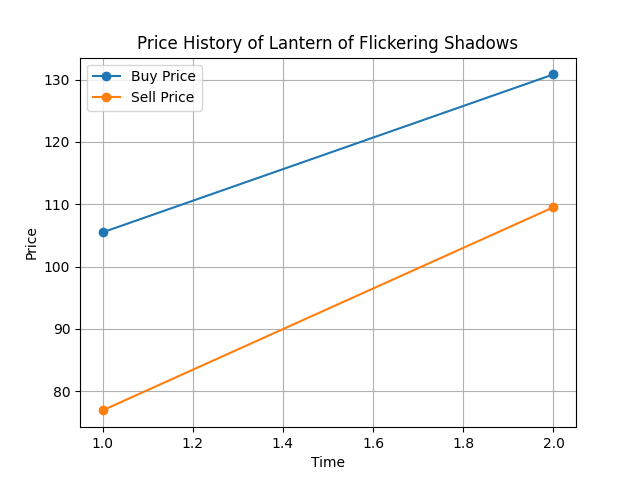 Price History of Lantern of Flickering Shadows
Buy Price
Sell Price
Price
130
120
110
100
90
80
1.0 1.2 1.4 1.6 1.8 2.0
Time